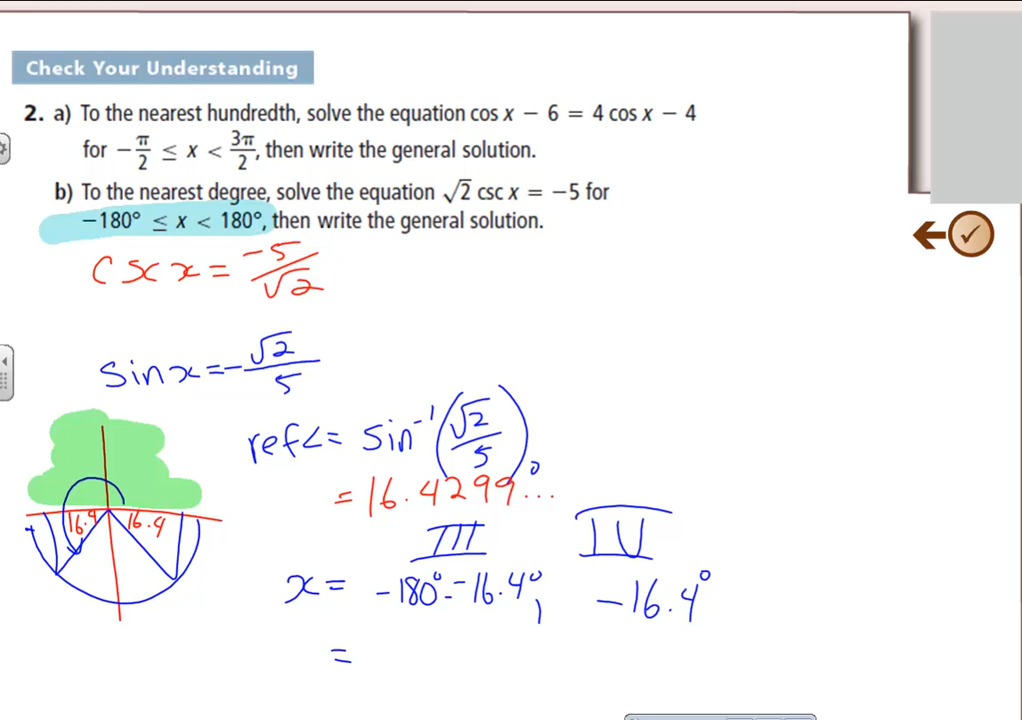 Check Your Understanding
2. a) To the nearest hundredth, solve the equation cos x − 6 = 4 cos x − 4
for −π/2 ≤ x < 3π/2, then write the general solution.
b) To the nearest degree, solve the equation √2 csc x = −5 for
−180° ≤ x < 180°, then write the general solution.
csc x = −5/√2
sin x = −√2/5
ref< = sin⁻¹(√2/5)
= 16.4299°...
16.4 16.4
III IV
x = −180° − −16.4°, −16.4°
=